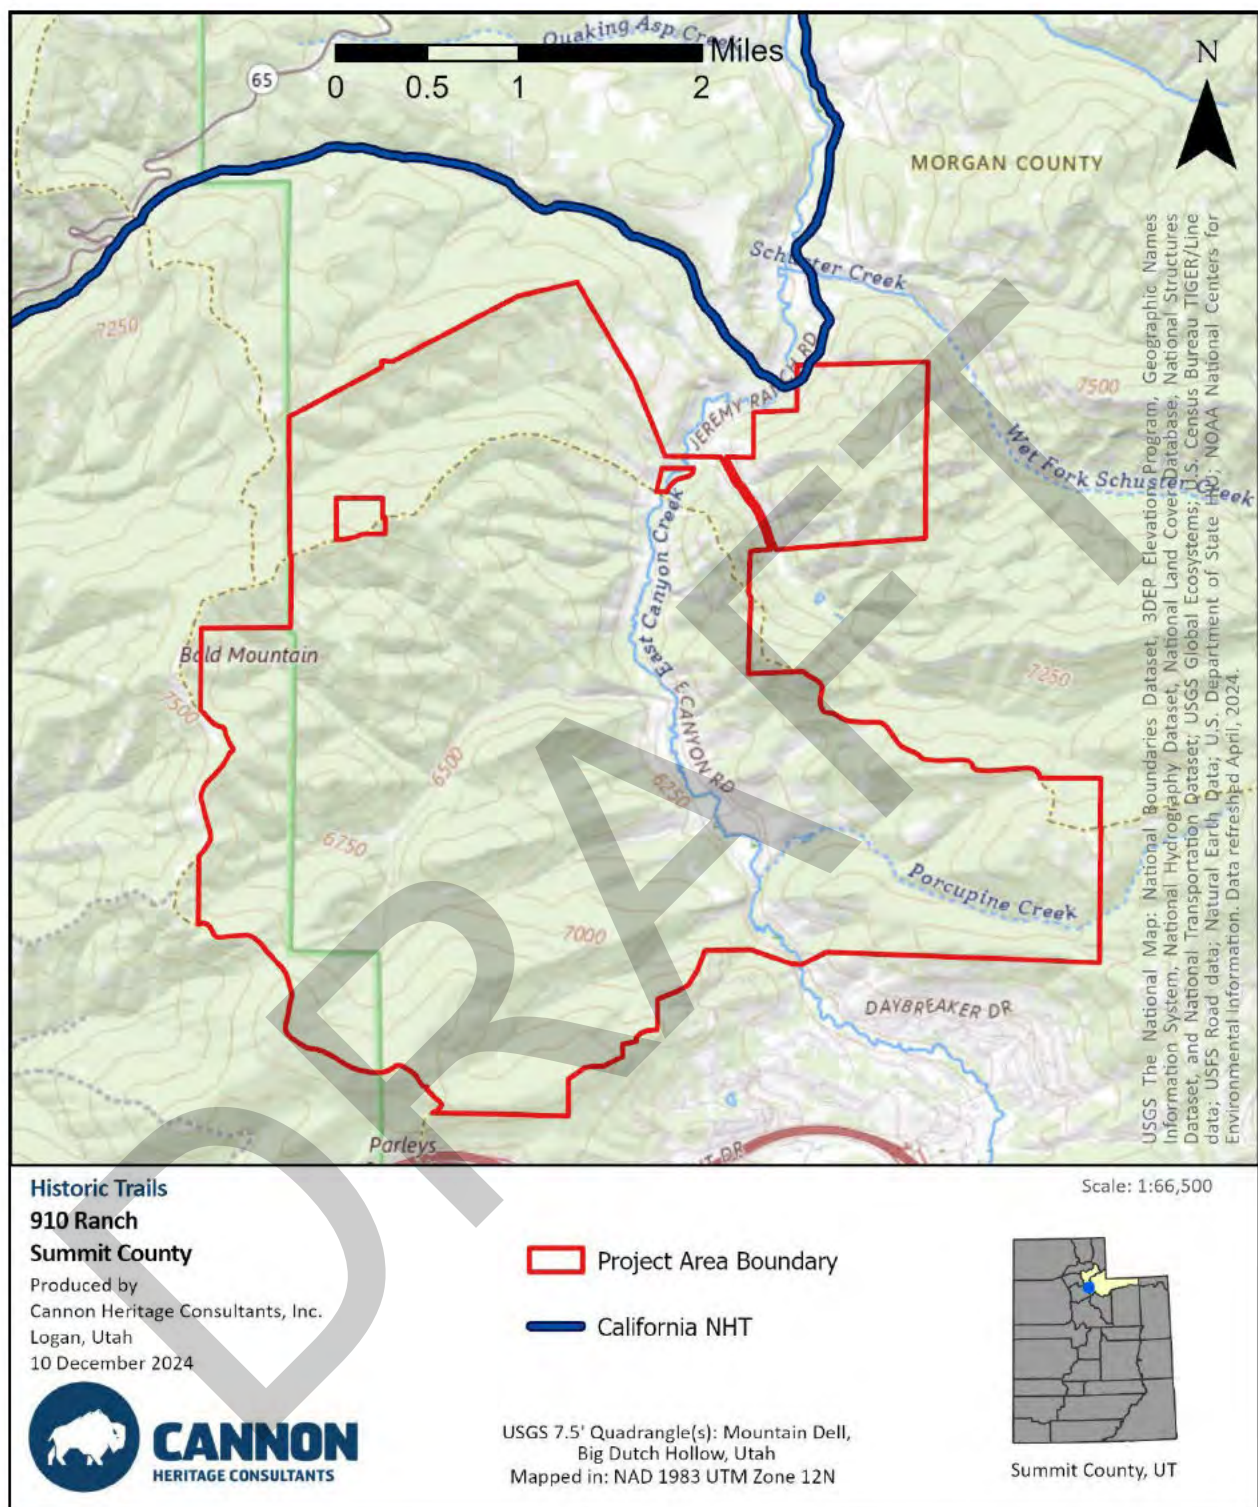 Quaking Asp Creek
Miles
0 0.5 1 2
65
N
MORGAN COUNTY
Schuster Creek
7250
JEREMY RANCH RD
7500
Wet Fork Schuster Creek
East Canyon Creek
Bald Mountain
7500
7250
E CANYON RD
6500
6250
6750
Porcupine Creek
7000
DAYBREAKER DR
Parleys
DR
USGS The National Map: National Boundaries Dataset, 3DEP Elevation Program, Geographic Names
Information System, National Hydrography Dataset, National Land Cover Database, National Structures
Dataset, and National Transportation Dataset; USGS Global Ecosystems; U.S. Census Bureau TIGER/Line
data; USFS Road data; Natural Earth Data; U.S. Department of State HIU; NOAA National Centers for
Environmental Information. Data refreshed April, 2024.
DRAFT
Historic Trails
910 Ranch
Summit County
Produced by
Cannon Heritage Consultants, Inc.
Logan, Utah
10 December 2024
CANNON
HERITAGE CONSULTANTS
Project Area Boundary
California NHT
USGS 7.5' Quadrangle(s): Mountain Dell,
Big Dutch Hollow, Utah
Mapped in: NAD 1983 UTM Zone 12N
Scale: 1:66,500
Summit County, UT